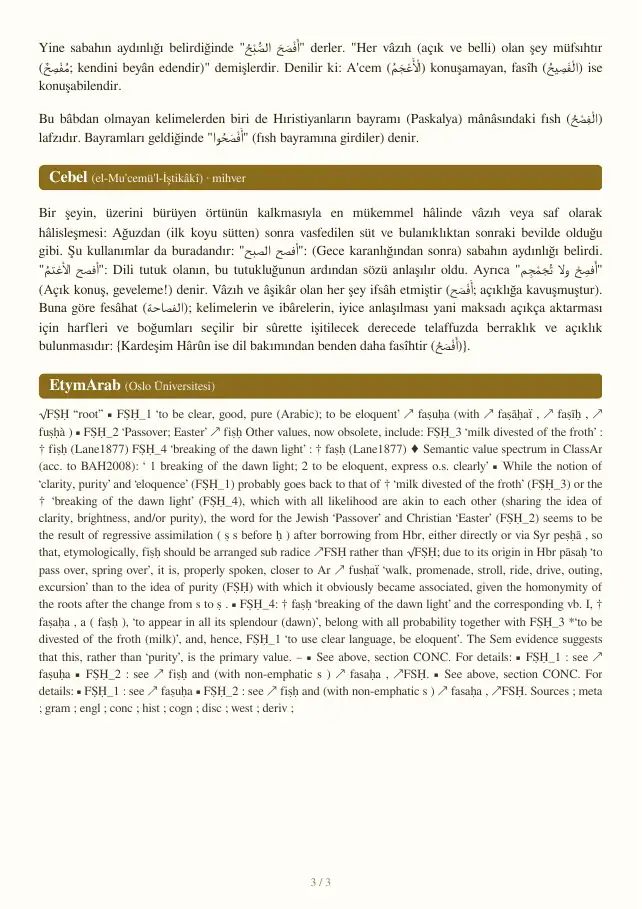 Yine sabahın aydınlığı belirdiğinde "أَفْصَحَ الصُّبْحُ" derler. "Her vâzıh (açık ve belli) olan şey müfsıhtır
(مُفْصِحٌ; kendini beyân edendir)" demişlerdir. Denilir ki: A'cem (الْأَعْجَمُ) konuşamayan, fasîh (الْفَصِيحُ) ise
konuşabilendir.
Bu bâbdan olmayan kelimelerden biri de Hıristiyanların bayramı (Paskalya) mânâsındaki fısh (الْفِصْحُ)
lafzıdır. Bayramları geldiğinde "أَفْصَحُوا" (fısh bayramına girdiler) denir.
Cebel (el-Mu'cemü'l-İştikâkî) · mihver
Bir şeyin, üzerini bürüyen örtünün kalkmasıyla en mükemmel hâlinde vâzıh veya saf olarak
hâlisleşmesi: Ağuzdan (ilk koyu sütten) sonra vasfedilen süt ve bulanıklıktan sonraki bevilde olduğu
gibi. Şu kullanımlar da buradandır: "أفصح الصبح": (Gece karanlığından sonra) sabahın aydınlığı belirdi.
"أفصح الأَعْتَمُ": Dili tutuk olanın, bu tutukluğunun ardından sözü anlaşılır oldu. Ayrıca "أَفصِحْ ولا تُجَمْجِم"
(Açık konuş, geveleme!) denir. Vâzıh ve âşikâr olan her şey ifsâh etmiştir (أَفْصَح; açıklığa kavuşmuştur).
Buna göre fesâhat (الفصاحة); kelimelerin ve ibârelerin, iyice anlaşılması yani maksadı açıkça aktarması
için harfleri ve boğumları seçilir bir sûrette işitilecek derecede telaffuzda berraklık ve açıklık
bulunmasıdır: {Kardeşim Hârûn ise dil bakımından benden daha fasîhtir (أَفْصَحُ)}.
EtymArab (Oslo Üniversitesi)
√FṢḤ “root” ▪ FṢḤ_1 ‘to be clear, good, pure (Arabic); to be eloquent’ ↗ faṣuḥa (with ↗ faṣāḥaẗ , ↗ faṣīḥ , ↗
fuṣḥà ) ▪ FṢḤ_2 ‘Passover; Easter’ ↗ fiṣḥ Other values, now obsolete, include: FṢḤ_3 ‘milk divested of the froth’ :
† fiṣḥ (Lane1877) FṢḤ_4 ‘breaking of the dawn light’ : † faṣḥ (Lane1877) ♦ Semantic value spectrum in ClassAr
(acc. to BAH2008): ‘ 1 breaking of the dawn light; 2 to be eloquent, express o.s. clearly’ ▪ While the notion of
‘clarity, purity’ and ‘eloquence’ (FṢḤ_1) probably goes back to that of † ‘milk divested of the froth’ (FṢḤ_3) or the
† ‘breaking of the dawn light’ (FṢḤ_4), which with all likelihood are akin to each other (sharing the idea of
clarity, brightness, and/or purity), the word for the Jewish ‘Passover’ and Christian ‘Easter’ (FṢḤ_2) seems to be
the result of regressive assimilation ( ṣ s before ḥ ) after borrowing from Hbr, either directly or via Syr peṣḥā , so
that, etymologically, fiṣḥ should be arranged sub radice ↗FSḤ rather than √FṢḤ; due to its origin in Hbr pāsaḥ ‘to
pass over, spring over’, it is, properly spoken, closer to Ar ↗ fusḥaẗ ‘walk, promenade, stroll, ride, drive, outing,
excursion’ than to the idea of purity (FṢḤ) with which it obviously became associated, given the homonymity of
the roots after the change from s to ṣ . ▪ FṢḤ_4: † faṣḥ ‘breaking of the dawn light’ and the corresponding vb. I, †
faṣaḥa , a ( faṣḥ ), ‘to appear in all its splendour (dawn)’, belong with all probability together with FṢḤ_3 *‘to be
divested of the froth (milk)’, and, hence, FṢḤ_1 ‘to use clear language, be eloquent’. The Sem evidence suggests
that this, rather than ‘purity’, is the primary value. – ▪ See above, section CONC. For details: ▪ FṢḤ_1 : see ↗
faṣuḥa ▪ FṢḤ_2 : see ↗ fiṣḥ and (with non-emphatic s ) ↗ fasaḥa , ↗FSḤ. ▪ See above, section CONC. For
details: ▪ FṢḤ_1 : see ↗ faṣuḥa ▪ FṢḤ_2 : see ↗ fiṣḥ and (with non-emphatic s ) ↗ fasaḥa , ↗FSḤ. Sources ; meta
; gram ; engl ; conc ; hist ; cogn ; disc ; west ; deriv ;
3 / 3